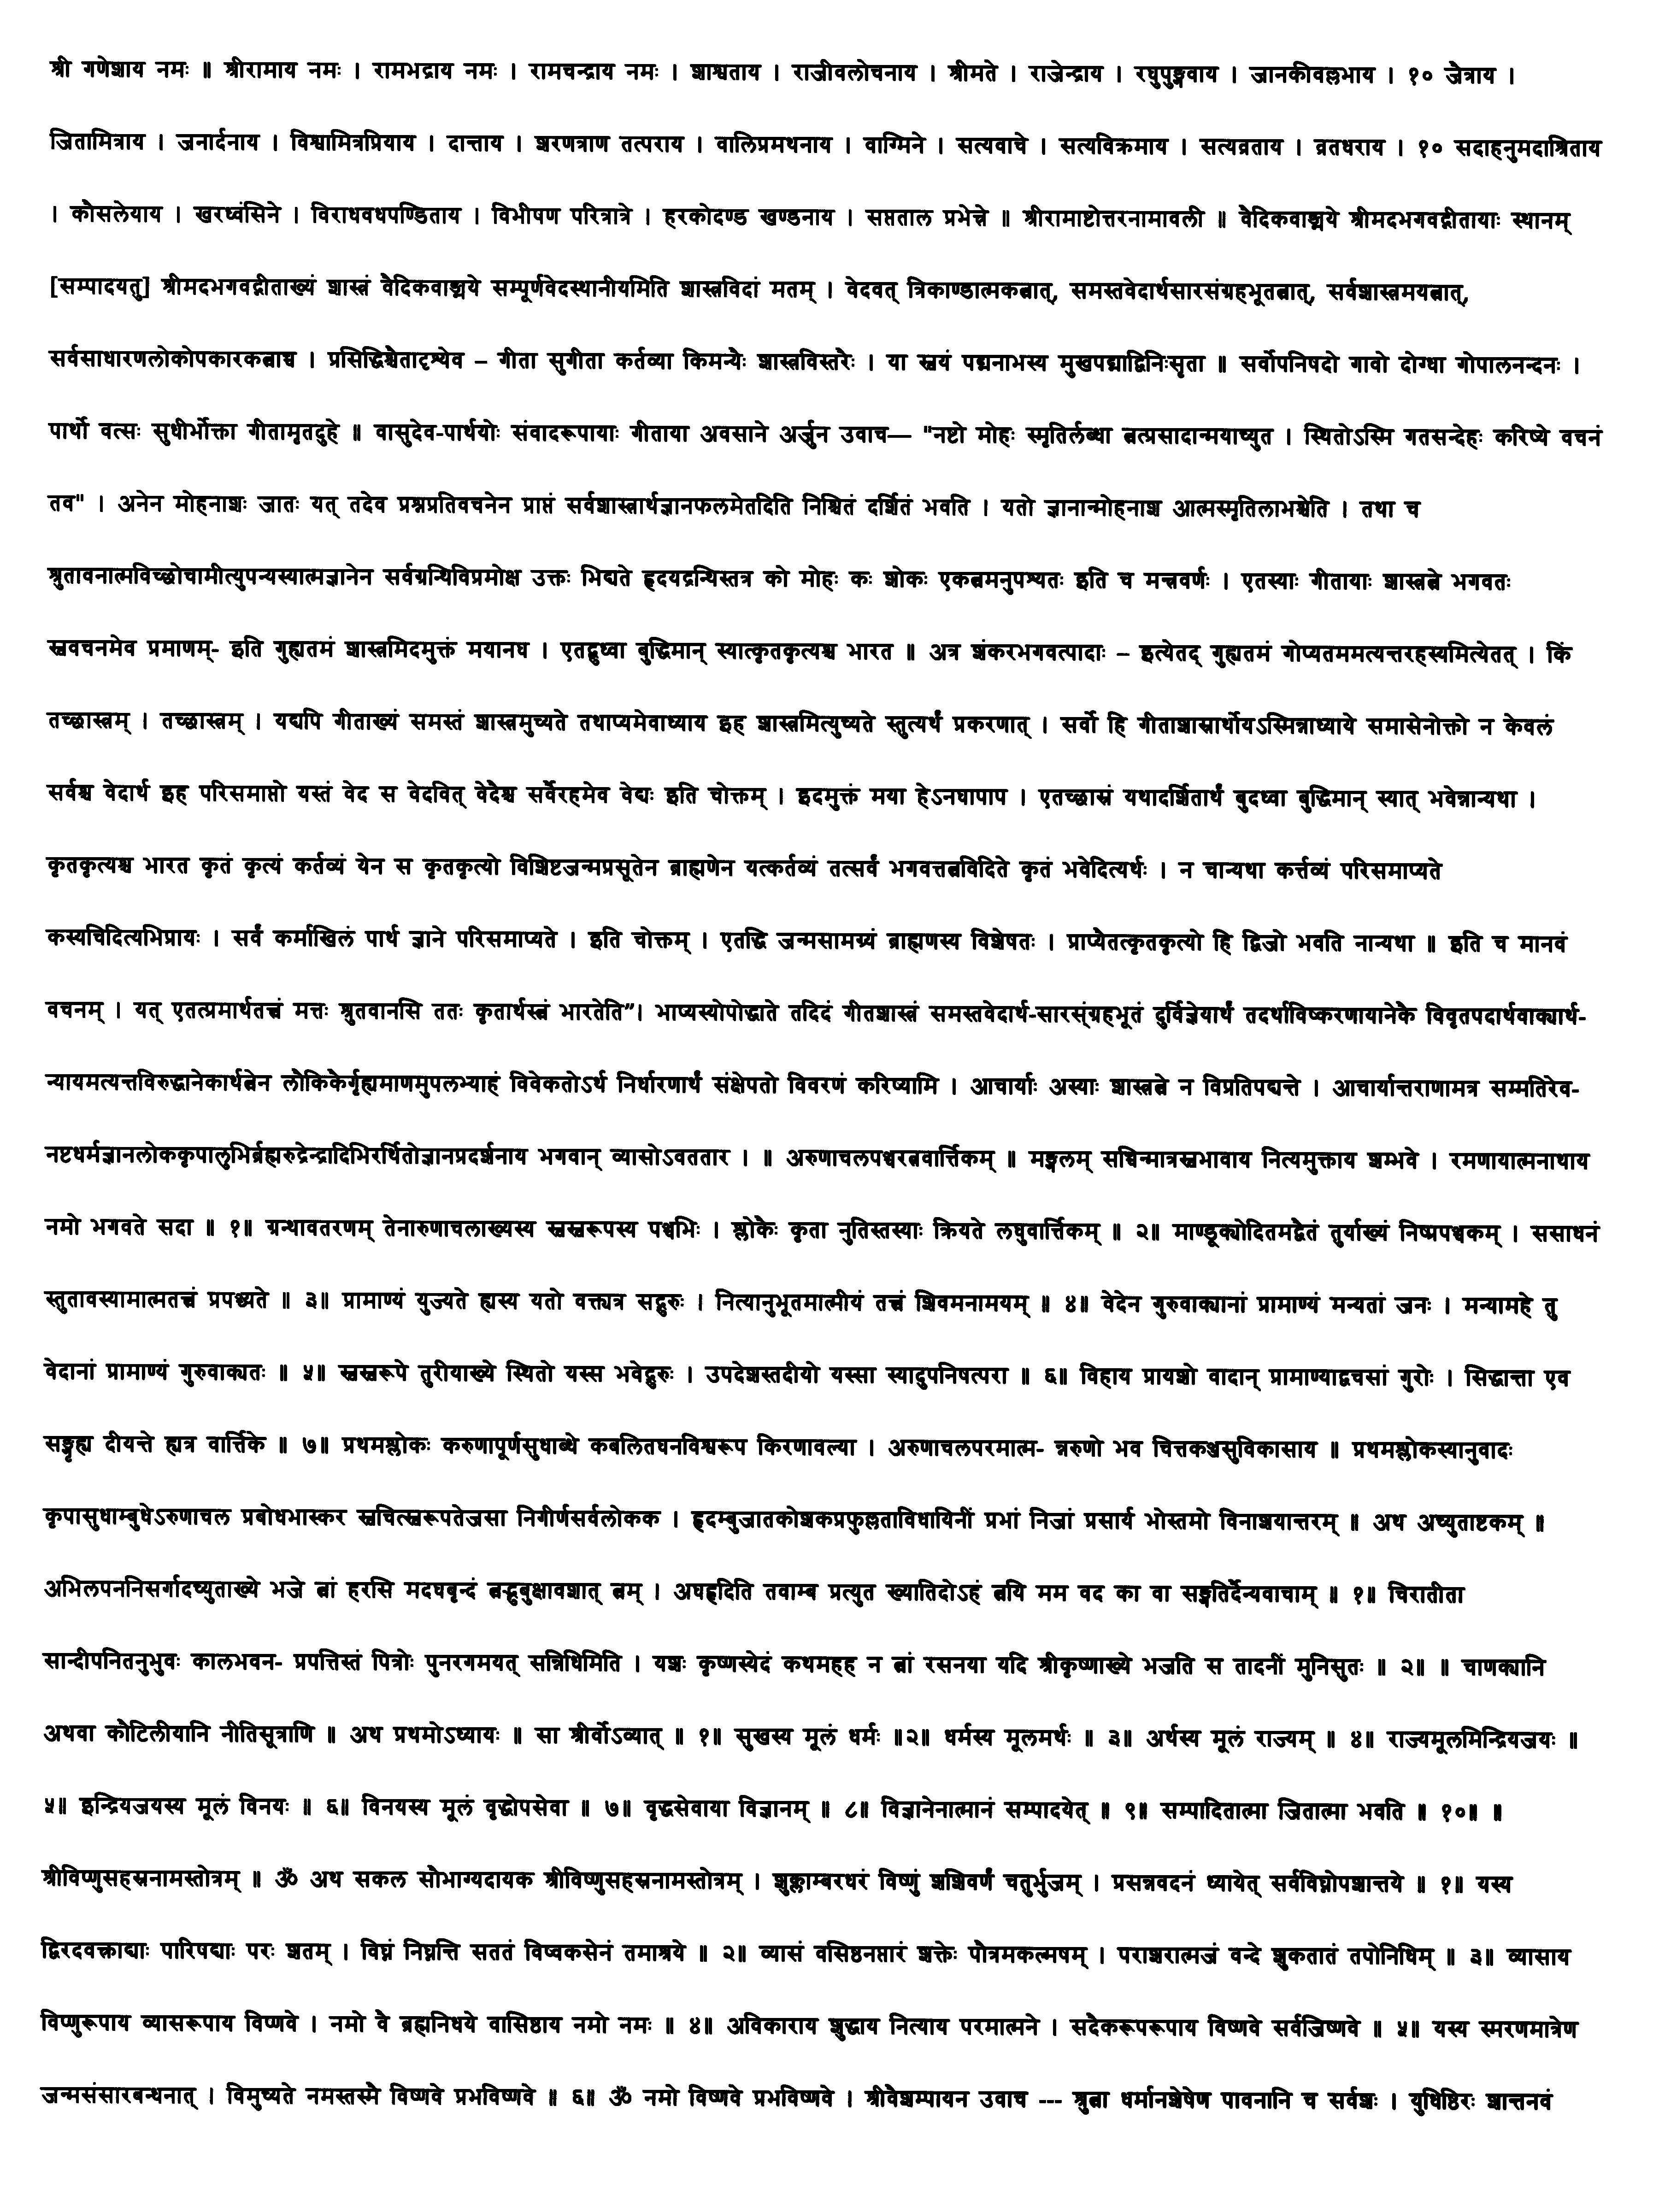 श्री गणेशाय नमः ॥ श्रीरामाय नमः । रामभद्राय नमः । रामचन्द्राय नमः । शाश्वताय । राजीवलोचनाय । श्रीमते । राजेन्द्राय । रघुपुङ्गवाय । जानकीवल्लभाय । १० जैत्राय ।
जितामित्राय । जनार्दनाय । विश्वामित्रप्रियाय । दान्ताय । शरणत्राण तत्पराय । वालिप्रमथनाय । वाग्मिने । सत्यवाचे । सत्यविक्रमाय । सत्यव्रताय । व्रतधराय । १० सदाहनुमदाश्रिताय
। कौसलेयाय । खरध्वंसिने । विराधवधपण्डिताय । विभीषण परित्रात्रे । हरकोदण्ड खण्डनाय । सप्तताल प्रभेत्त्रे ॥ श्रीरामाष्टोत्तरनामावली ॥ वैदिकवाङ्मये श्रीमदभगवद्गीतायाः स्थानम्
[सम्पादयतु] श्रीमदभगवद्गीताख्यं शास्त्रं वैदिकवाङ्मये सम्पूर्णवेदस्थानीयमिति शास्त्रविदां मतम् । वेदवत् त्रिकाण्डात्मकत्वात्, समस्तवेदार्थसारसंग्रहभूतत्वात्, सर्वशास्त्रमयत्वात्,
सर्वसाधारणलोकोपकारकत्वाच्च । प्रसिद्धिश्चैतादृश्येव – गीता सुगीता कर्तव्या किमन्यैः शास्त्रविस्तरैः । या स्वयं पद्मनाभस्य मुखपद्माद्विनिःसृता ॥ सर्वोपनिषदो गावो दोग्धा गोपालनन्दनः ।
पार्थो वत्सः सुधीर्भोक्ता गीतामृतदुहे ॥ वासुदेव-पार्थयोः संवादरूपायाः गीताया अवसाने अर्जुन उवाच— "नष्टो मोहः स्मृतिर्लब्धा त्वत्प्रसादान्मयाच्युत । स्थितोऽस्मि गतसन्देहः करिष्ये वचनं
तव" । अनेन मोहनाशः जातः यत् तदेव प्रश्नप्रतिवचनेन प्राप्तं सर्वशास्त्रार्थज्ञानफलमेतदिति निश्चितं दर्शितं भवति । यतो ज्ञानान्मोहनाश आत्मस्मृतिलाभश्चेति । तथा च
श्रुतावनात्मविच्छोचामीत्युपन्यस्यात्मज्ञानेन सर्वग्रन्थिविप्रमोक्ष उक्तः भिद्यते हृदयद्रन्थिस्तत्र को मोहः कः शोकः एकत्वमनुपश्यतः इति च मन्त्रवर्णः । एतस्याः गीतायाः शास्त्रत्वे भगवतः
स्ववचनमेव प्रमाणम्- इति गुह्यतमं शास्त्रमिदमुक्तं मयानघ । एतद्बुध्वा बुद्धिमान् स्यात्कृतकृत्यश्च भारत ॥ अत्र शंकरभगवत्पादाः – इत्येतद् गुह्यतमं गोप्यतममत्यन्तरहस्यमित्येतत् । किं
तच्छास्त्रम् । तच्छास्त्रम् । यद्यपि गीताख्यं समस्तं शास्त्रमुच्यते तथाप्यमेवाध्याय इह शास्त्रमित्युच्यते स्तुत्यर्थं प्रकरणात् । सर्वो हि गीताशास्रार्थोयऽस्मिन्नाध्याये समासेनोक्तो न केवलं
सर्वश्च वेदार्थ इह परिसमाप्तो यस्तं वेद स वेदवित् वेदैश्च सर्वैरहमेव वेद्यः इति चोक्तम् । इदमुक्तं मया हेऽनघापाप । एतच्छास्रं यथादर्शितार्थं बुदध्वा बुद्धिमान् स्यात् भवेन्नान्यथा ।
कृतकृत्यश्च भारत कृतं कृत्यं कर्तव्यं येन स कृतकृत्यो विशिष्टजन्मप्रसूतेन ब्राह्मणेन यत्कर्तव्यं तत्सर्वं भगवत्तत्वविदिते कृतं भवेदित्यर्थः । न चान्यथा कर्त्तव्यं परिसमाप्यते
कस्यचिदित्यभिप्रायः । सर्वं कर्माखिलं पार्थ ज्ञाने परिसमाप्यते । इति चोक्तम् । एतद्धि जन्मसामग्र्यं ब्राह्मणस्य विशेषतः । प्राप्यैतत्कृतकृत्यो हि द्विजो भवति नान्यथा ॥ इति च मानवं
वचनम् । यत् एतत्प्रमार्थतत्त्वं मत्तः श्रुतवानसि ततः कृतार्थस्त्वं भारतेति”। भाष्यस्योपोद्धाते तदिदं गीतशास्त्रं समस्तवेदार्थ-सारस्ंग्रहभूतं दुर्विज्ञेयार्थं तदर्थाविष्करणायानेकै विवृतपदार्थवाक्यार्थ-
न्यायमत्यन्तविरुद्धानेकार्थत्वेन लौकिकैर्गृह्यमाणमुपलभ्याहं विवेकतोऽर्थ निर्धारणार्थं संक्षेपतो विवरणं करिष्यामि । आचार्याः अस्याः शास्त्रत्वे न विप्रतिपद्यन्ते । आचार्यान्तराणामत्र सम्मतिरेव-
नष्टधर्मज्ञानलोककृपालुभिर्ब्रह्मरुद्रेन्द्रादिभिरर्थितोज्ञानप्रदर्शनाय भगवान् व्यासोऽवततार । ॥ अरुणाचलपञ्चरत्नवार्त्तिकम् ॥ मङ्गलम् सच्चिन्मात्रस्वभावाय नित्यमुक्ताय शम्भवे । रमणायात्मनाथाय
नमो भगवते सदा ॥ १॥ ग्रन्थावतरणम् तेनारुणाचलाख्यस्य स्वस्वरूपस्य पञ्चभिः । श्लोकैः कृता नुतिस्तस्याः क्रियते लघुवार्त्तिकम् ॥ २॥ माण्डूक्योदितमद्वैतं तुर्याख्यं निष्प्रपञ्चकम् । ससाधनं
स्तुतावस्यामात्मतत्त्वं प्रपञ्च्यते ॥ ३॥ प्रामाण्यं युज्यते ह्यस्य यतो वक्त्यत्र सद्गुरुः । नित्यानुभूतमात्मीयं तत्त्वं शिवमनामयम् ॥ ४॥ वेदेन गुरुवाक्यानां प्रामाण्यं मन्यतां जनः । मन्यामहे तु
वेदानां प्रामाण्यं गुरुवाक्यतः ॥ ५॥ स्वस्वरूपे तुरीयाख्ये स्थितो यस्स भवेद्गुरुः । उपदेशस्तदीयो यस्सा स्यादुपनिषत्परा ॥ ६॥ विहाय प्रायशो वादान् प्रामाण्याद्वचसां गुरोः । सिद्धान्ता एव
सङ्गृह्य दीयन्ते ह्यत्र वार्त्तिके ॥ ७॥ प्रथमश्लोकः करुणापूर्णसुधाब्धे कबलितघनविश्वरूप किरणावल्या । अरुणाचलपरमात्म- न्नरुणो भव चित्तकञ्जसुविकासाय ॥ प्रथमश्लोकस्यानुवादः
कृपासुधाम्बुधेऽरुणाचल प्रबोधभास्कर स्वचित्स्वरूपतेजसा निगीर्णसर्वलोकक । हृदम्बुजातकोशकप्रफुल्लताविधायिनीं प्रभां निजां प्रसार्य भोस्तमो विनाशयान्तरम् ॥ अथ अच्युताष्टकम् ॥
अभिलपननिसर्गादच्युताख्ये भजे त्वां हरसि मदघबृन्दं त्वद्भुबुक्षावशात् त्वम् । अघहृदिति तवाम्ब प्रत्युत ख्यातिदोऽहं त्वयि मम वद का वा सङ्गतिर्दैन्यवाचाम् ॥ १॥ चिरातीता
सान्दीपनितनुभुवः कालभवन- प्रपत्तिस्तं पित्रोः पुनरगमयत् सन्निधिमिति । यशः कृष्णस्येदं कथमहह न त्वां रसनया यदि श्रीकृष्णाख्ये भजति स तादनीं मुनिसुतः ॥ २॥ ॥ चाणक्यानि
अथवा कौटिलीयानि नीतिसूत्राणि ॥ अथ प्रथमोऽध्यायः ॥ सा श्रीर्वोऽव्यात् ॥ १॥ सुखस्य मूलं धर्मः ॥२॥ धर्मस्य मूलमर्थः ॥ ३॥ अर्थस्य मूलं राज्यम् ॥ ४॥ राज्यमूलमिन्द्रियजयः ॥
५॥ इन्द्रियजयस्य मूलं विनयः ॥ ६॥ विनयस्य मूलं वृद्धोपसेवा ॥ ७॥ वृद्धसेवाया विज्ञानम् ॥ ८॥ विज्ञानेनात्मानं सम्पादयेत् ॥ ९॥ सम्पादितात्मा जितात्मा भवति ॥ १०॥ ॥
श्रीविष्णुसहस्रनामस्तोत्रम् ॥ ॐ अथ सकल सौभाग्यदायक श्रीविष्णुसहस्रनामस्तोत्रम् । शुक्लाम्बरधरं विष्णुं शशिवर्णं चतुर्भुजम् । प्रसन्नवदनं ध्यायेत् सर्वविघ्नोपशान्तये ॥ १॥ यस्य
द्विरदवक्त्राद्याः पारिषद्याः परः शतम् । विघ्नं निघ्नन्ति सततं विष्वकसेनं तमाश्रये ॥ २॥ व्यासं वसिष्ठनप्तारं शक्तेः पौत्रमकल्मषम् । पराशरात्मजं वन्दे शुकतातं तपोनिधिम् ॥ ३॥ व्यासाय
विष्णुरूपाय व्यासरूपाय विष्णवे । नमो वै ब्रह्मनिधये वासिष्ठाय नमो नमः ॥ ४॥ अविकाराय शुद्धाय नित्याय परमात्मने । सदैकरूपरूपाय विष्णवे सर्वजिष्णवे ॥ ५॥ यस्य स्मरणमात्रेण
जन्मसंसारबन्धनात् । विमुच्यते नमस्तस्मै विष्णवे प्रभविष्णवे ॥ ६॥ ॐ नमो विष्णवे प्रभविष्णवे । श्रीवैशम्पायन उवाच --- श्रुत्वा धर्मानशेषेण पावनानि च सर्वशः । युधिष्ठिरः शान्तनवं